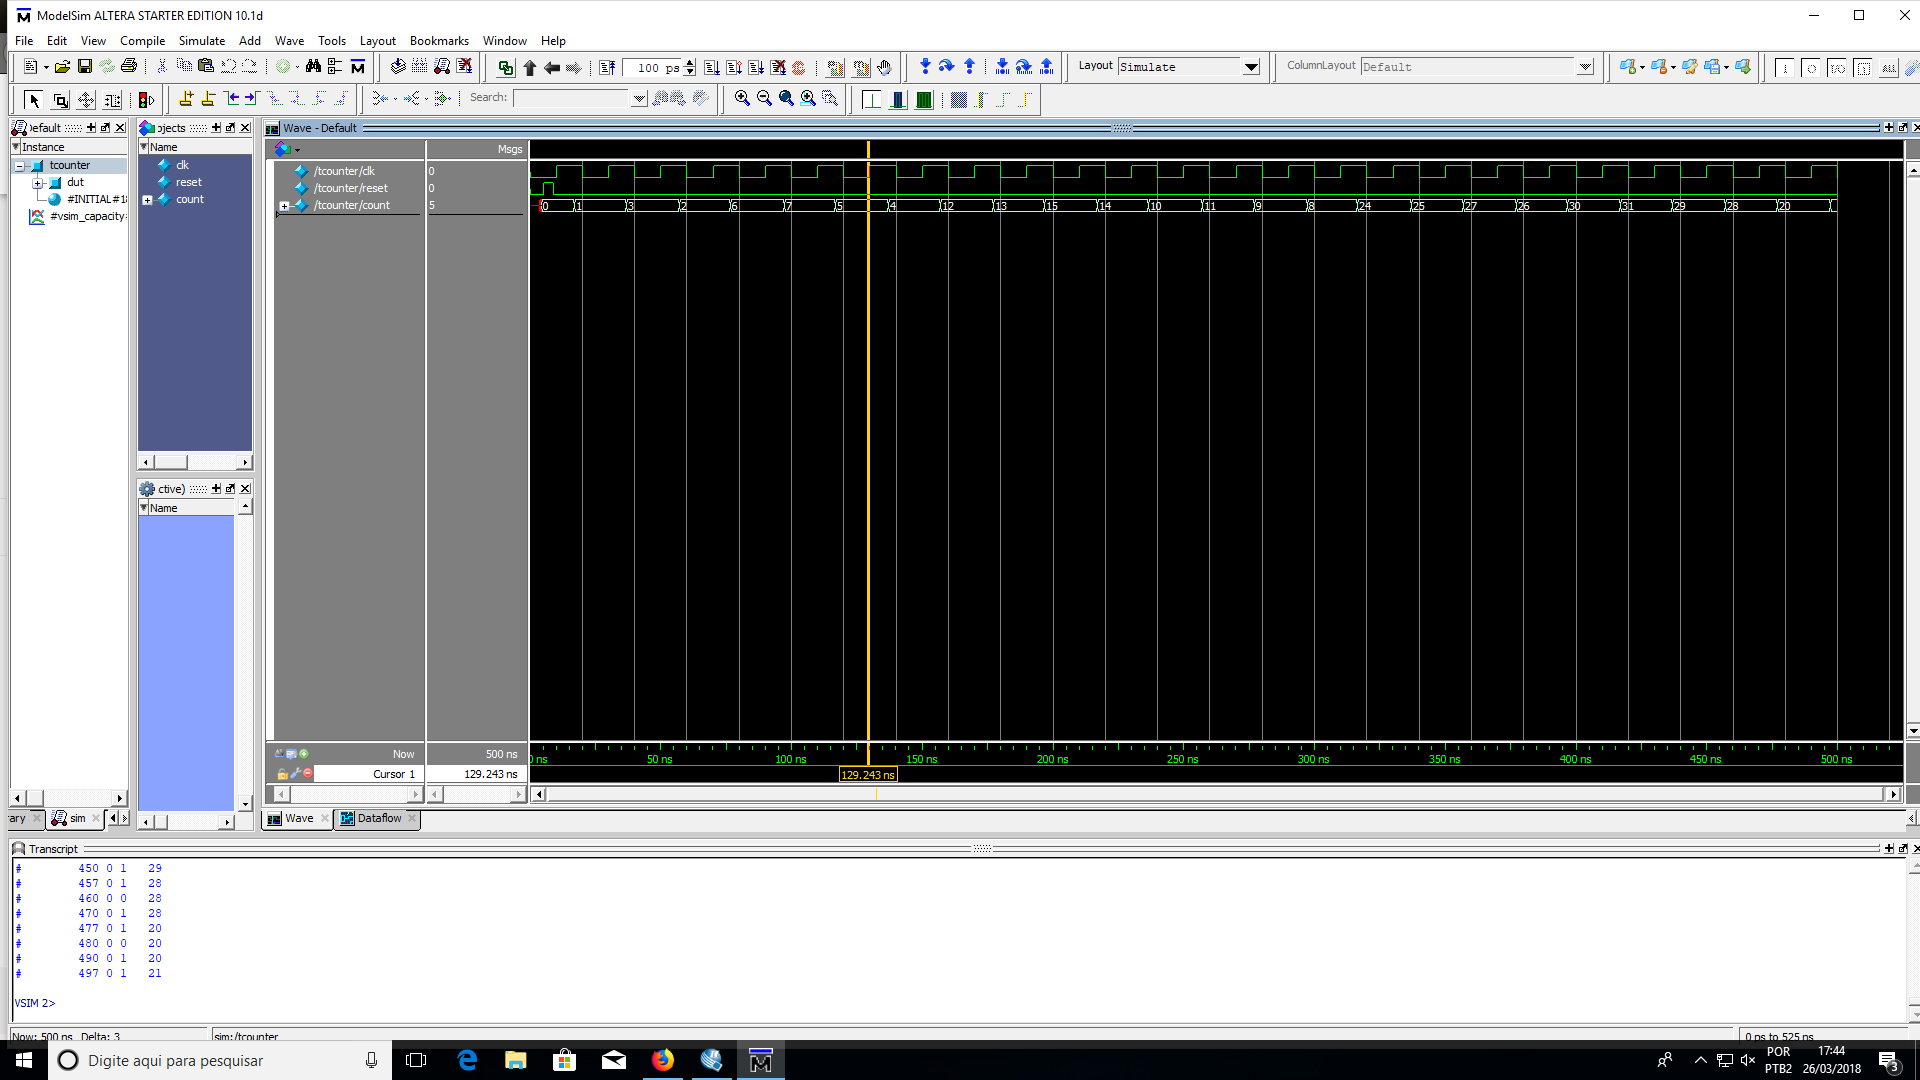 ModelSim ALTERA STARTER EDITION 10.1d
File Edit View Compile Simulate Add Wave Tools Layout Bookmarks Window Help
100 ps
Layout Simulate
ColumnLayout Default
Search:
Default
Instance
tcounter
dut
#INITIAL#18
#vsim_capacity#
Objects
Name
clk
reset
count
ctive)
Name
Wave - Default
Msgs
/tcounter/clk 0
/tcounter/reset 0
/tcounter/count 5
0 1 3 2 6 7 5 4 12 13 15 14 10 11 9 8 24 25 27 26 30 31 29 28 20
Now 500 ns
Cursor 1 129.243 ns
0 ns 50 ns 100 ns 150 ns 200 ns 250 ns 300 ns 350 ns 400 ns 450 ns 500 ns
129.243 ns
rary sim
Wave Dataflow
Transcript
# 450 0 1 29
# 457 0 1 28
# 460 0 0 28
# 470 0 1 28
# 477 0 1 20
# 480 0 0 20
# 490 0 1 20
# 497 0 1 21
VSIM 2>
Now: 500 ns Delta: 3
sim:/tcounter
0 ps to 525 ns
Digite aqui para pesquisar
POR
PTB2
17:44
26/03/2018
3